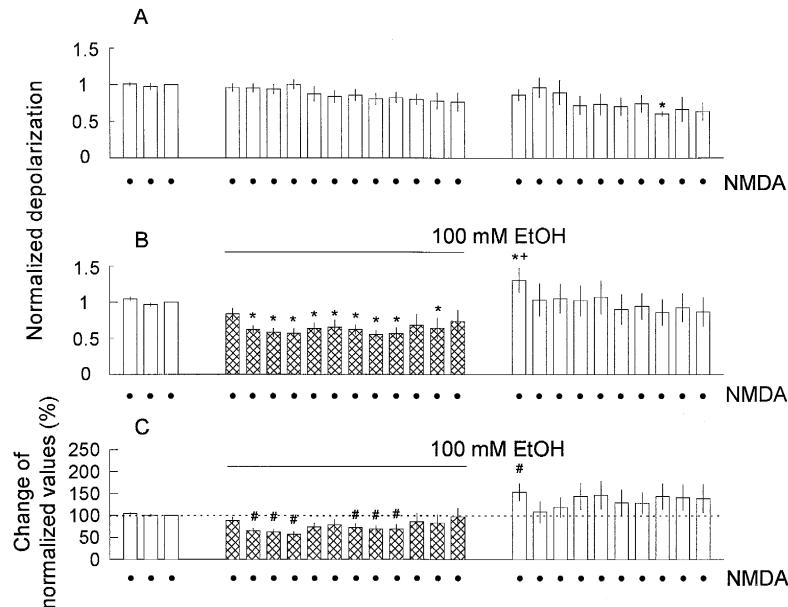 A
1.5
1
0.5
0
*
NMDA
Normalized depolarization
B
100 mM EtOH
1.5
1
0.5
0
*+
* * * * * * * * *
NMDA
C
100 mM EtOH
250
200
150
100
50
0
#
# # # # # #
NMDA
Change of
normalized values (%)